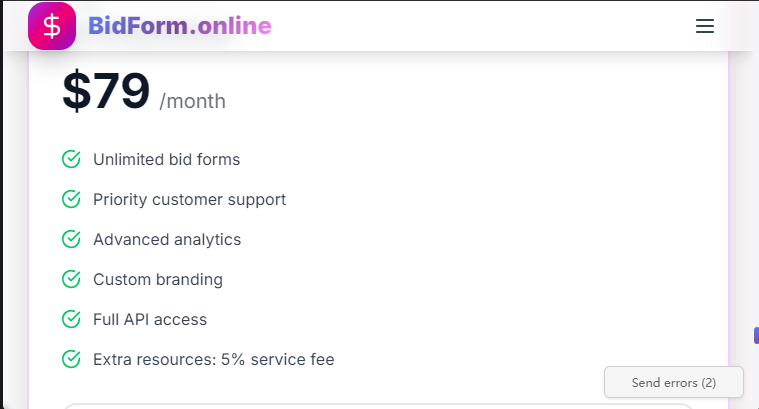 BidForm.online
$79 /month
Unlimited bid forms
Priority customer support
Advanced analytics
Custom branding
Full API access
Extra resources: 5% service fee
Send errors (2)